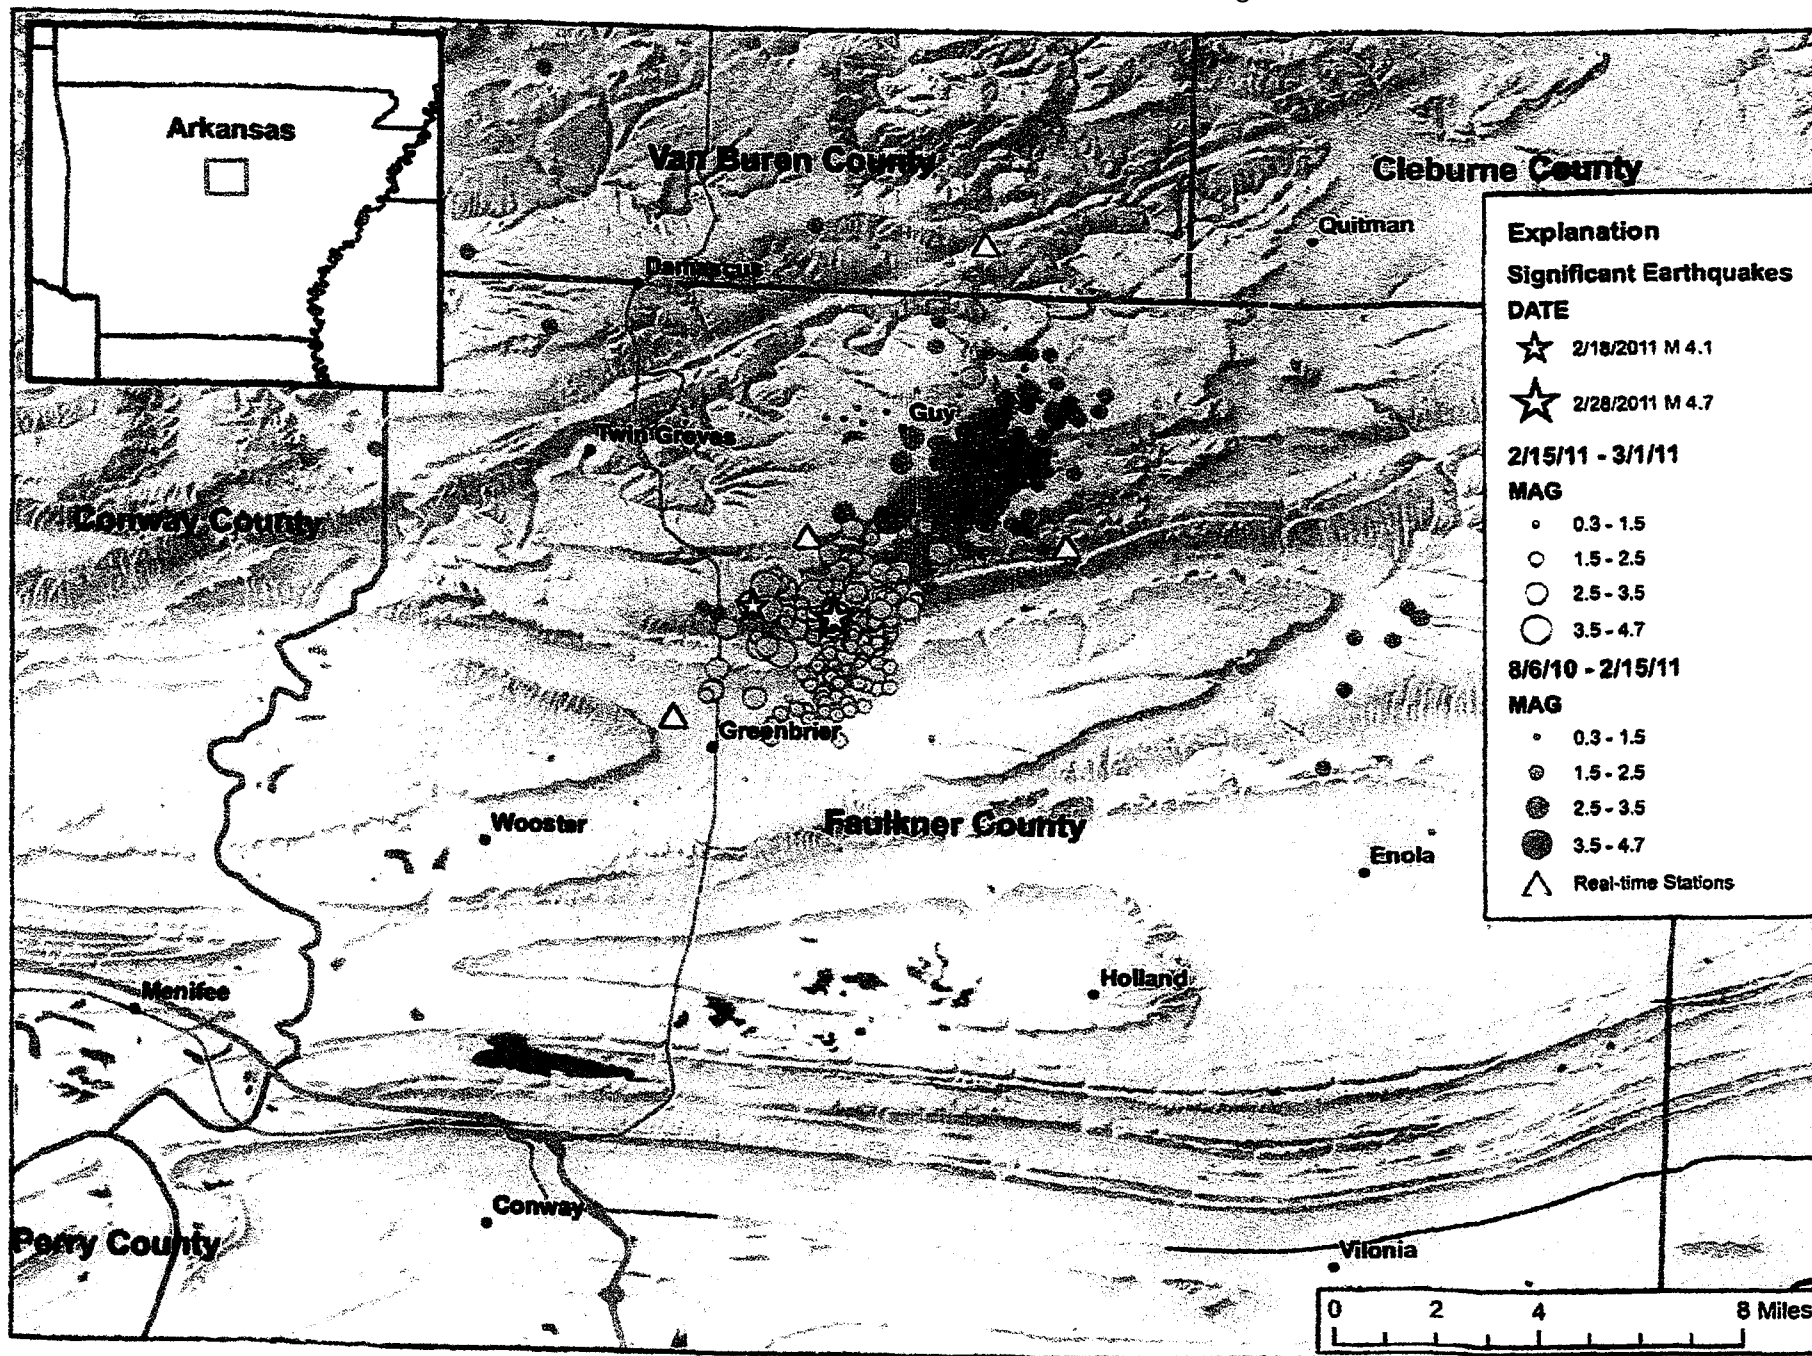 Arkansas
Van Buren County
Cleburne County
Quitman
Damascus
Guy
Twin Groves
Conway County
Greenbrier
Wooster
Faulkner County
Enola
Menifee
Holland
Conway
Perry County
Vilonia
Explanation
Significant Earthquakes
DATE
2/18/2011 M 4.1
2/28/2011 M 4.7
2/15/11 - 3/1/11
MAG
0.3 - 1.5
1.5 - 2.5
2.5 - 3.5
3.5 - 4.7
8/6/10 - 2/15/11
MAG
0.3 - 1.5
1.5 - 2.5
2.5 - 3.5
3.5 - 4.7
Real-time Stations
0 2 4 8 Miles